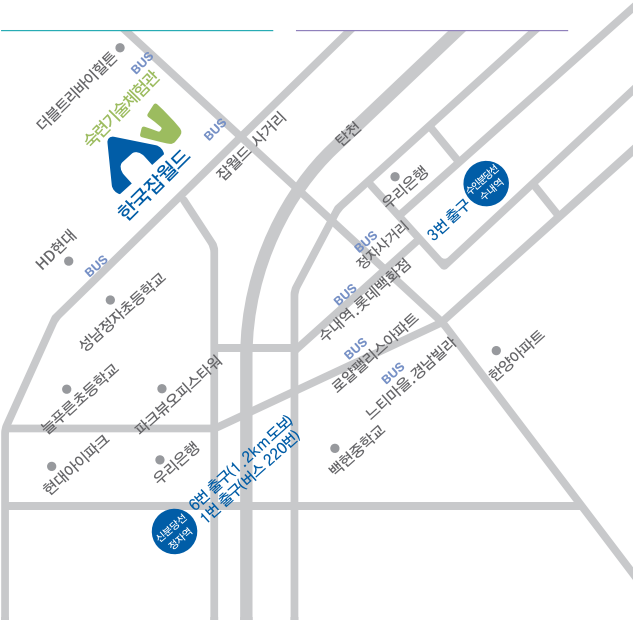 더블트리바이힐튼
BUS
숙련기술체험관
한국잡월드
BUS
잡월드 사거리
탄천
우리은행
수인분당선
수내역
3번 출구
HD현대
BUS
BUS
정자사거리
성남정자초등학교
BUS
수내역.롯데백화점
BUS
로얄팰리스아파트
BUS
느티마을.경남빌라
한양아파트
늘푸른초등학교
파크뷰오피스타워
현대아이파크
우리은행
백현중학교
6번 출구(1.2km도보)
1번 출구(버스 220번)
신분당선
정자역